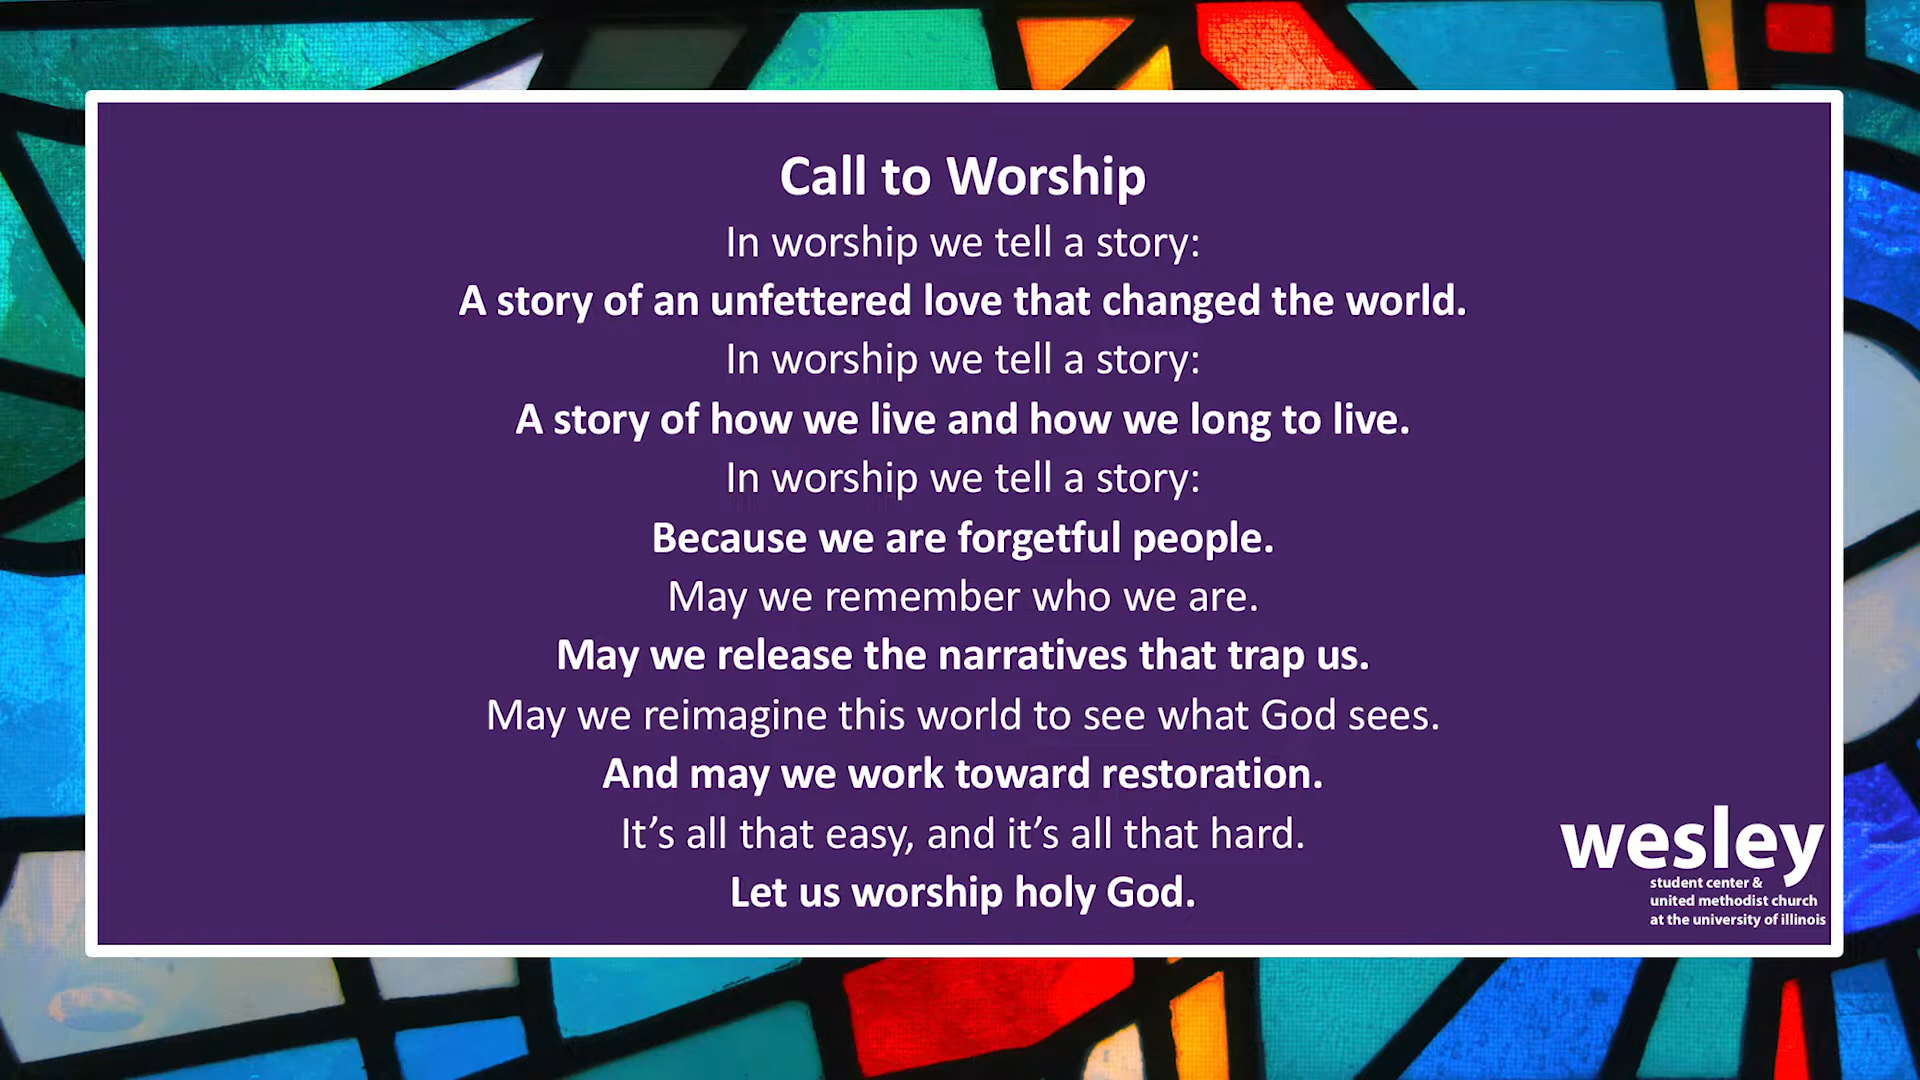 Call to Worship
In worship we tell a story:
A story of an unfettered love that changed the world.
In worship we tell a story:
A story of how we live and how we long to live.
In worship we tell a story:
Because we are forgetful people.
May we remember who we are.
May we release the narratives that trap us.
May we reimagine this world to see what God sees.
And may we work toward restoration.
It’s all that easy, and it’s all that hard.
Let us worship holy God.
wesley
student center &
united methodist church
at the university of illinois